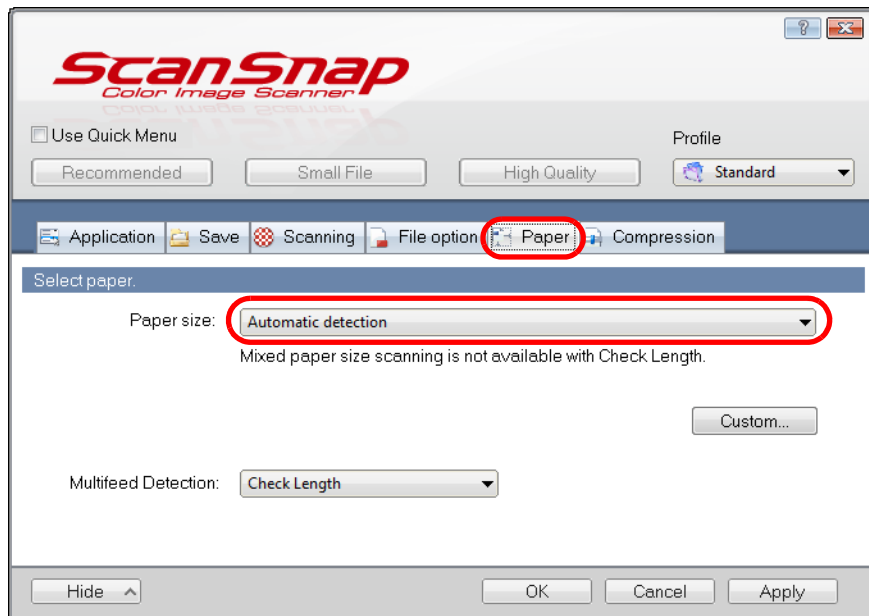 ScanSnap
Color Image Scanner
Use Quick Menu
Profile
Recommended Small File High Quality Standard
Application Save Scanning File option Paper Compression
Select paper.
Paper size: Automatic detection
Mixed paper size scanning is not available with Check Length.
Custom...
Multifeed Detection: Check Length
Hide OK Cancel Apply